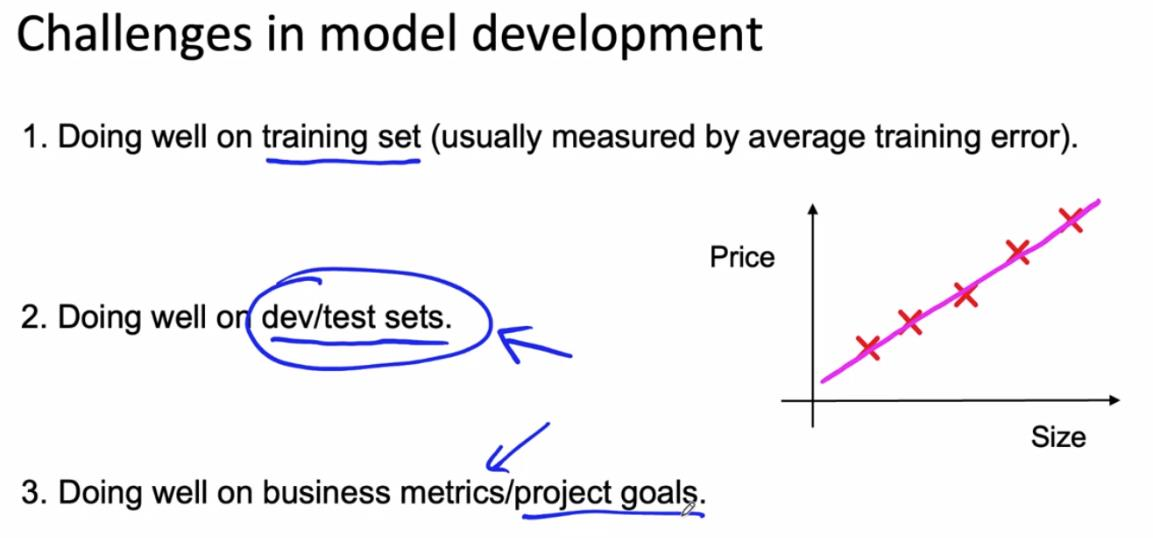 Challenges in model development
1. Doing well on training set (usually measured by average training error).
Price
2. Doing well on dev/test sets.
Size
3. Doing well on business metrics/project goals.